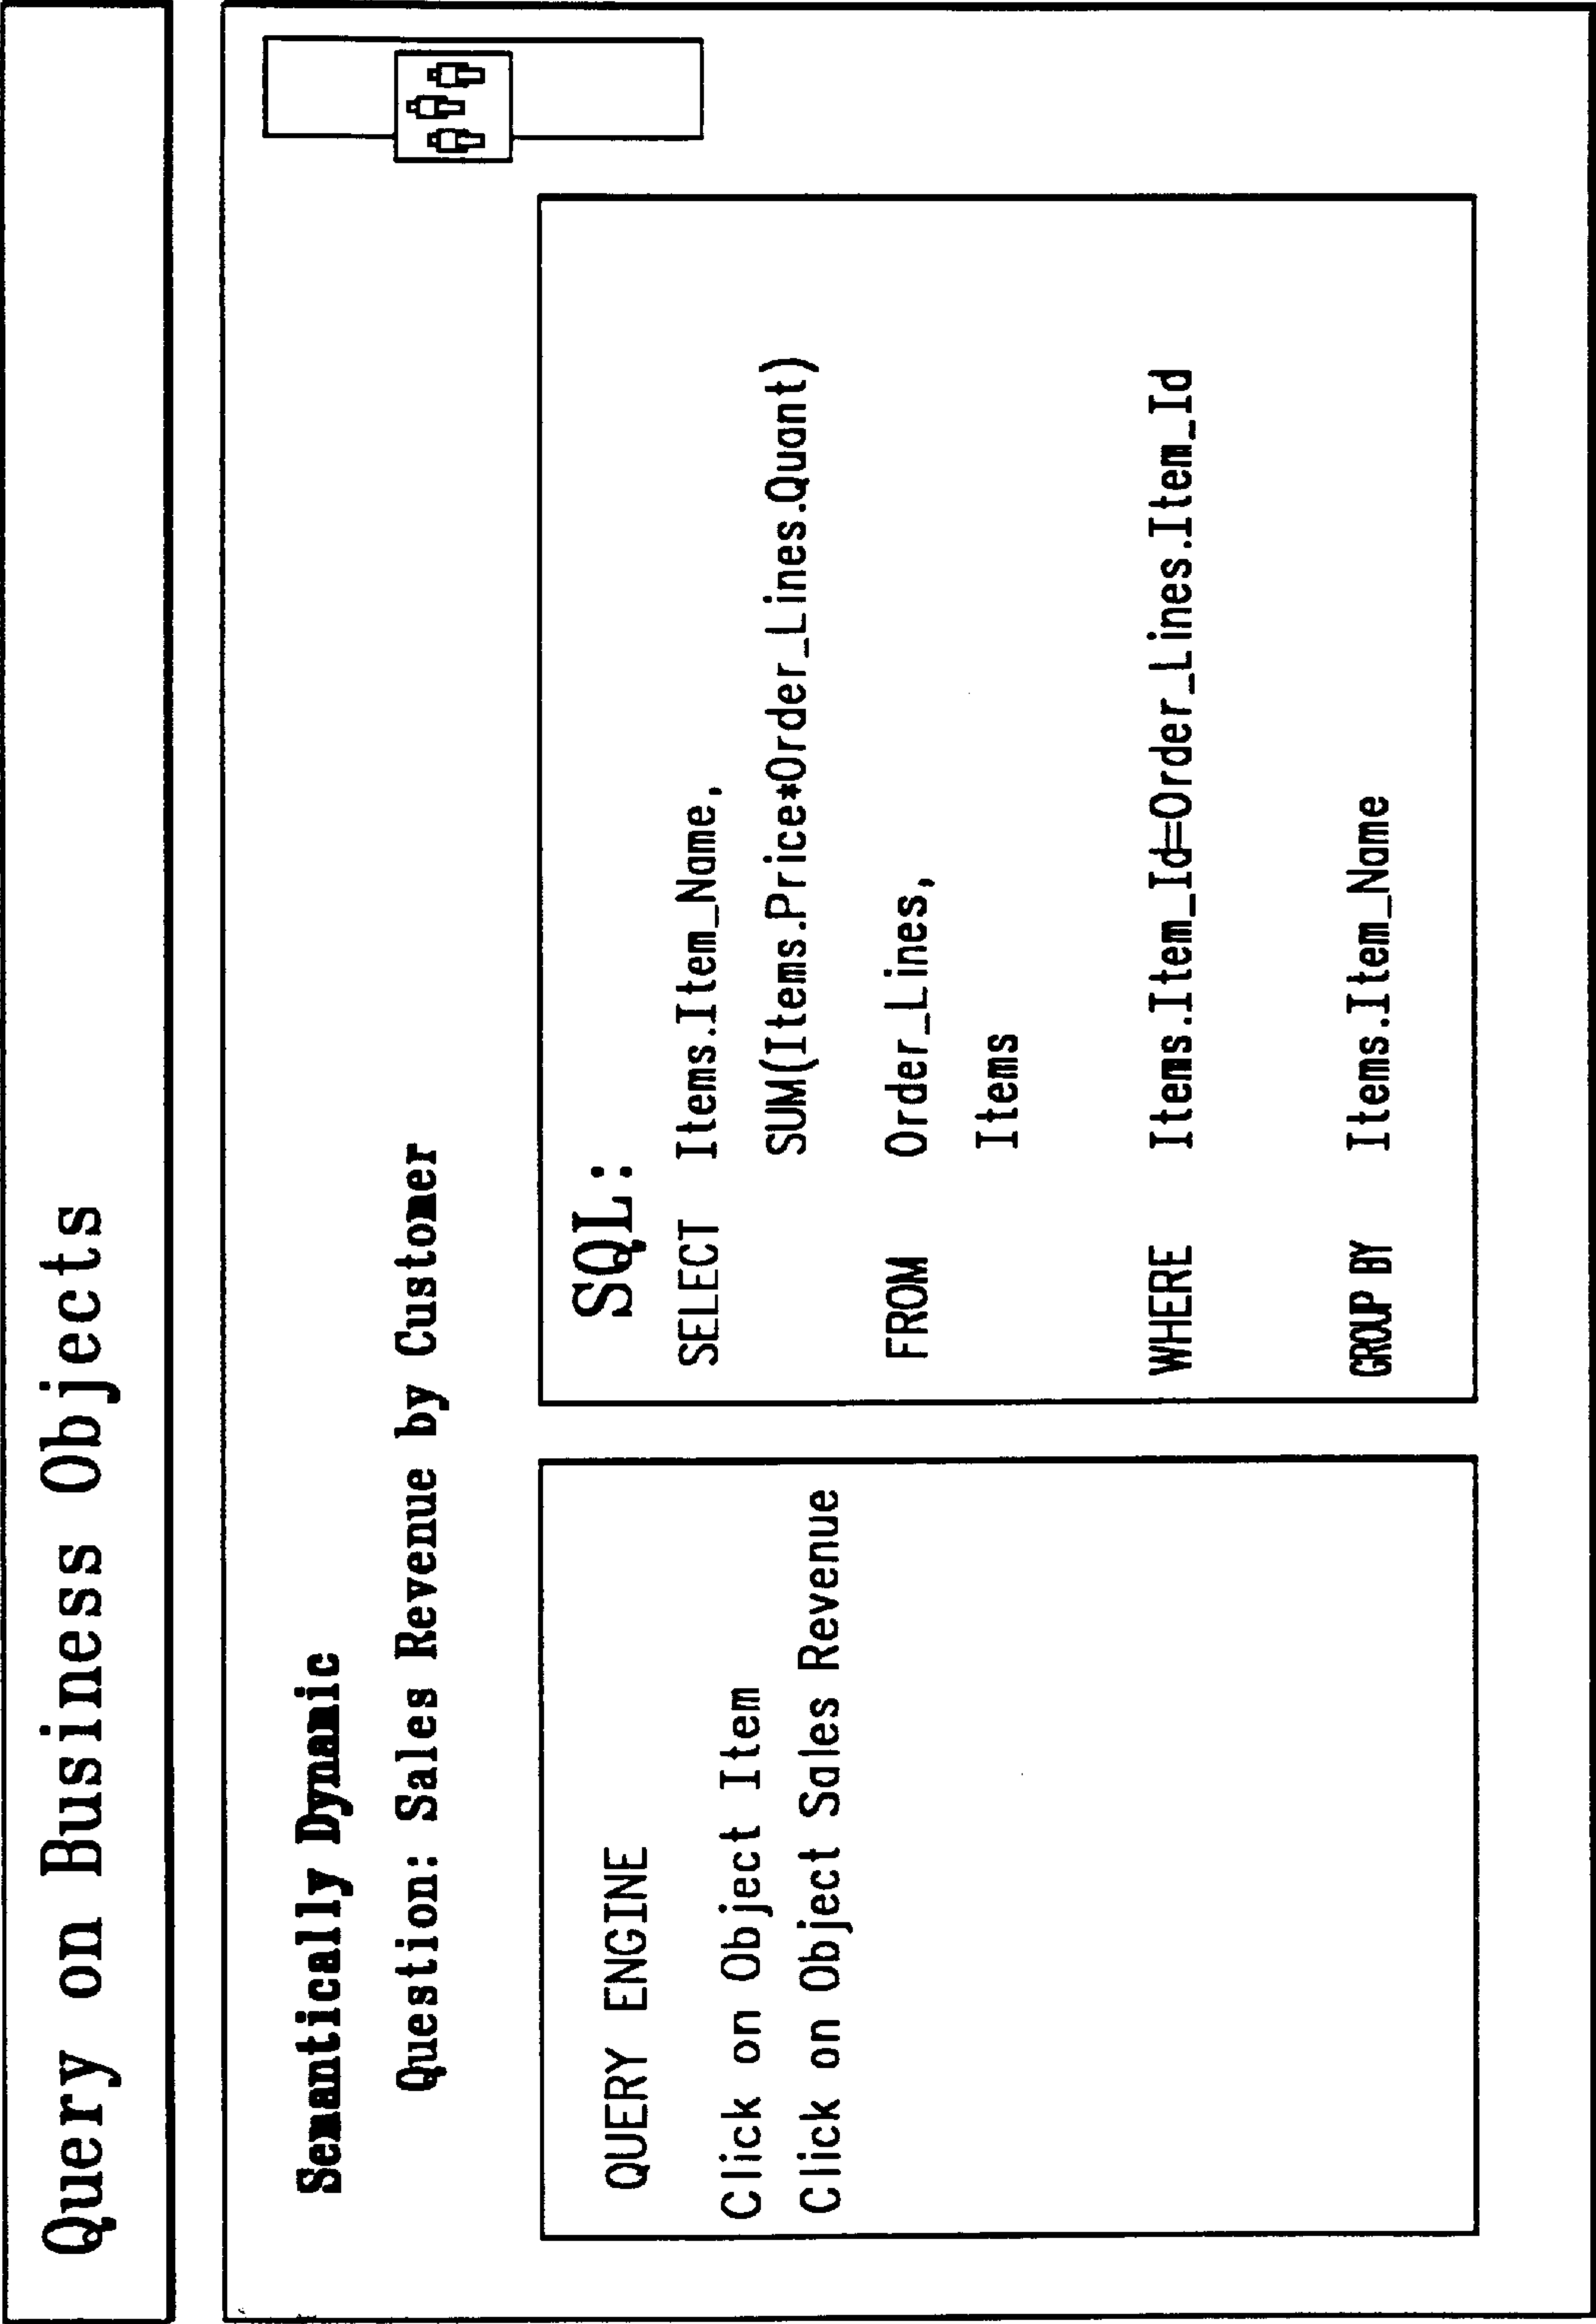 Query on Business Objects
Semantically Dynamic
Question: Sales Revenue by Customer
QUERY ENGINE
Click on Object Item
Click on Object Sales Revenue
SQL:
SELECT Items.Item_Name,
SUM(Items.Price*Order_Lines.Quant)
FROM Order_Lines,
Items
WHERE Items.Item_Id=Order_Lines.Item_Id
GROUP BY Items.Item_Name